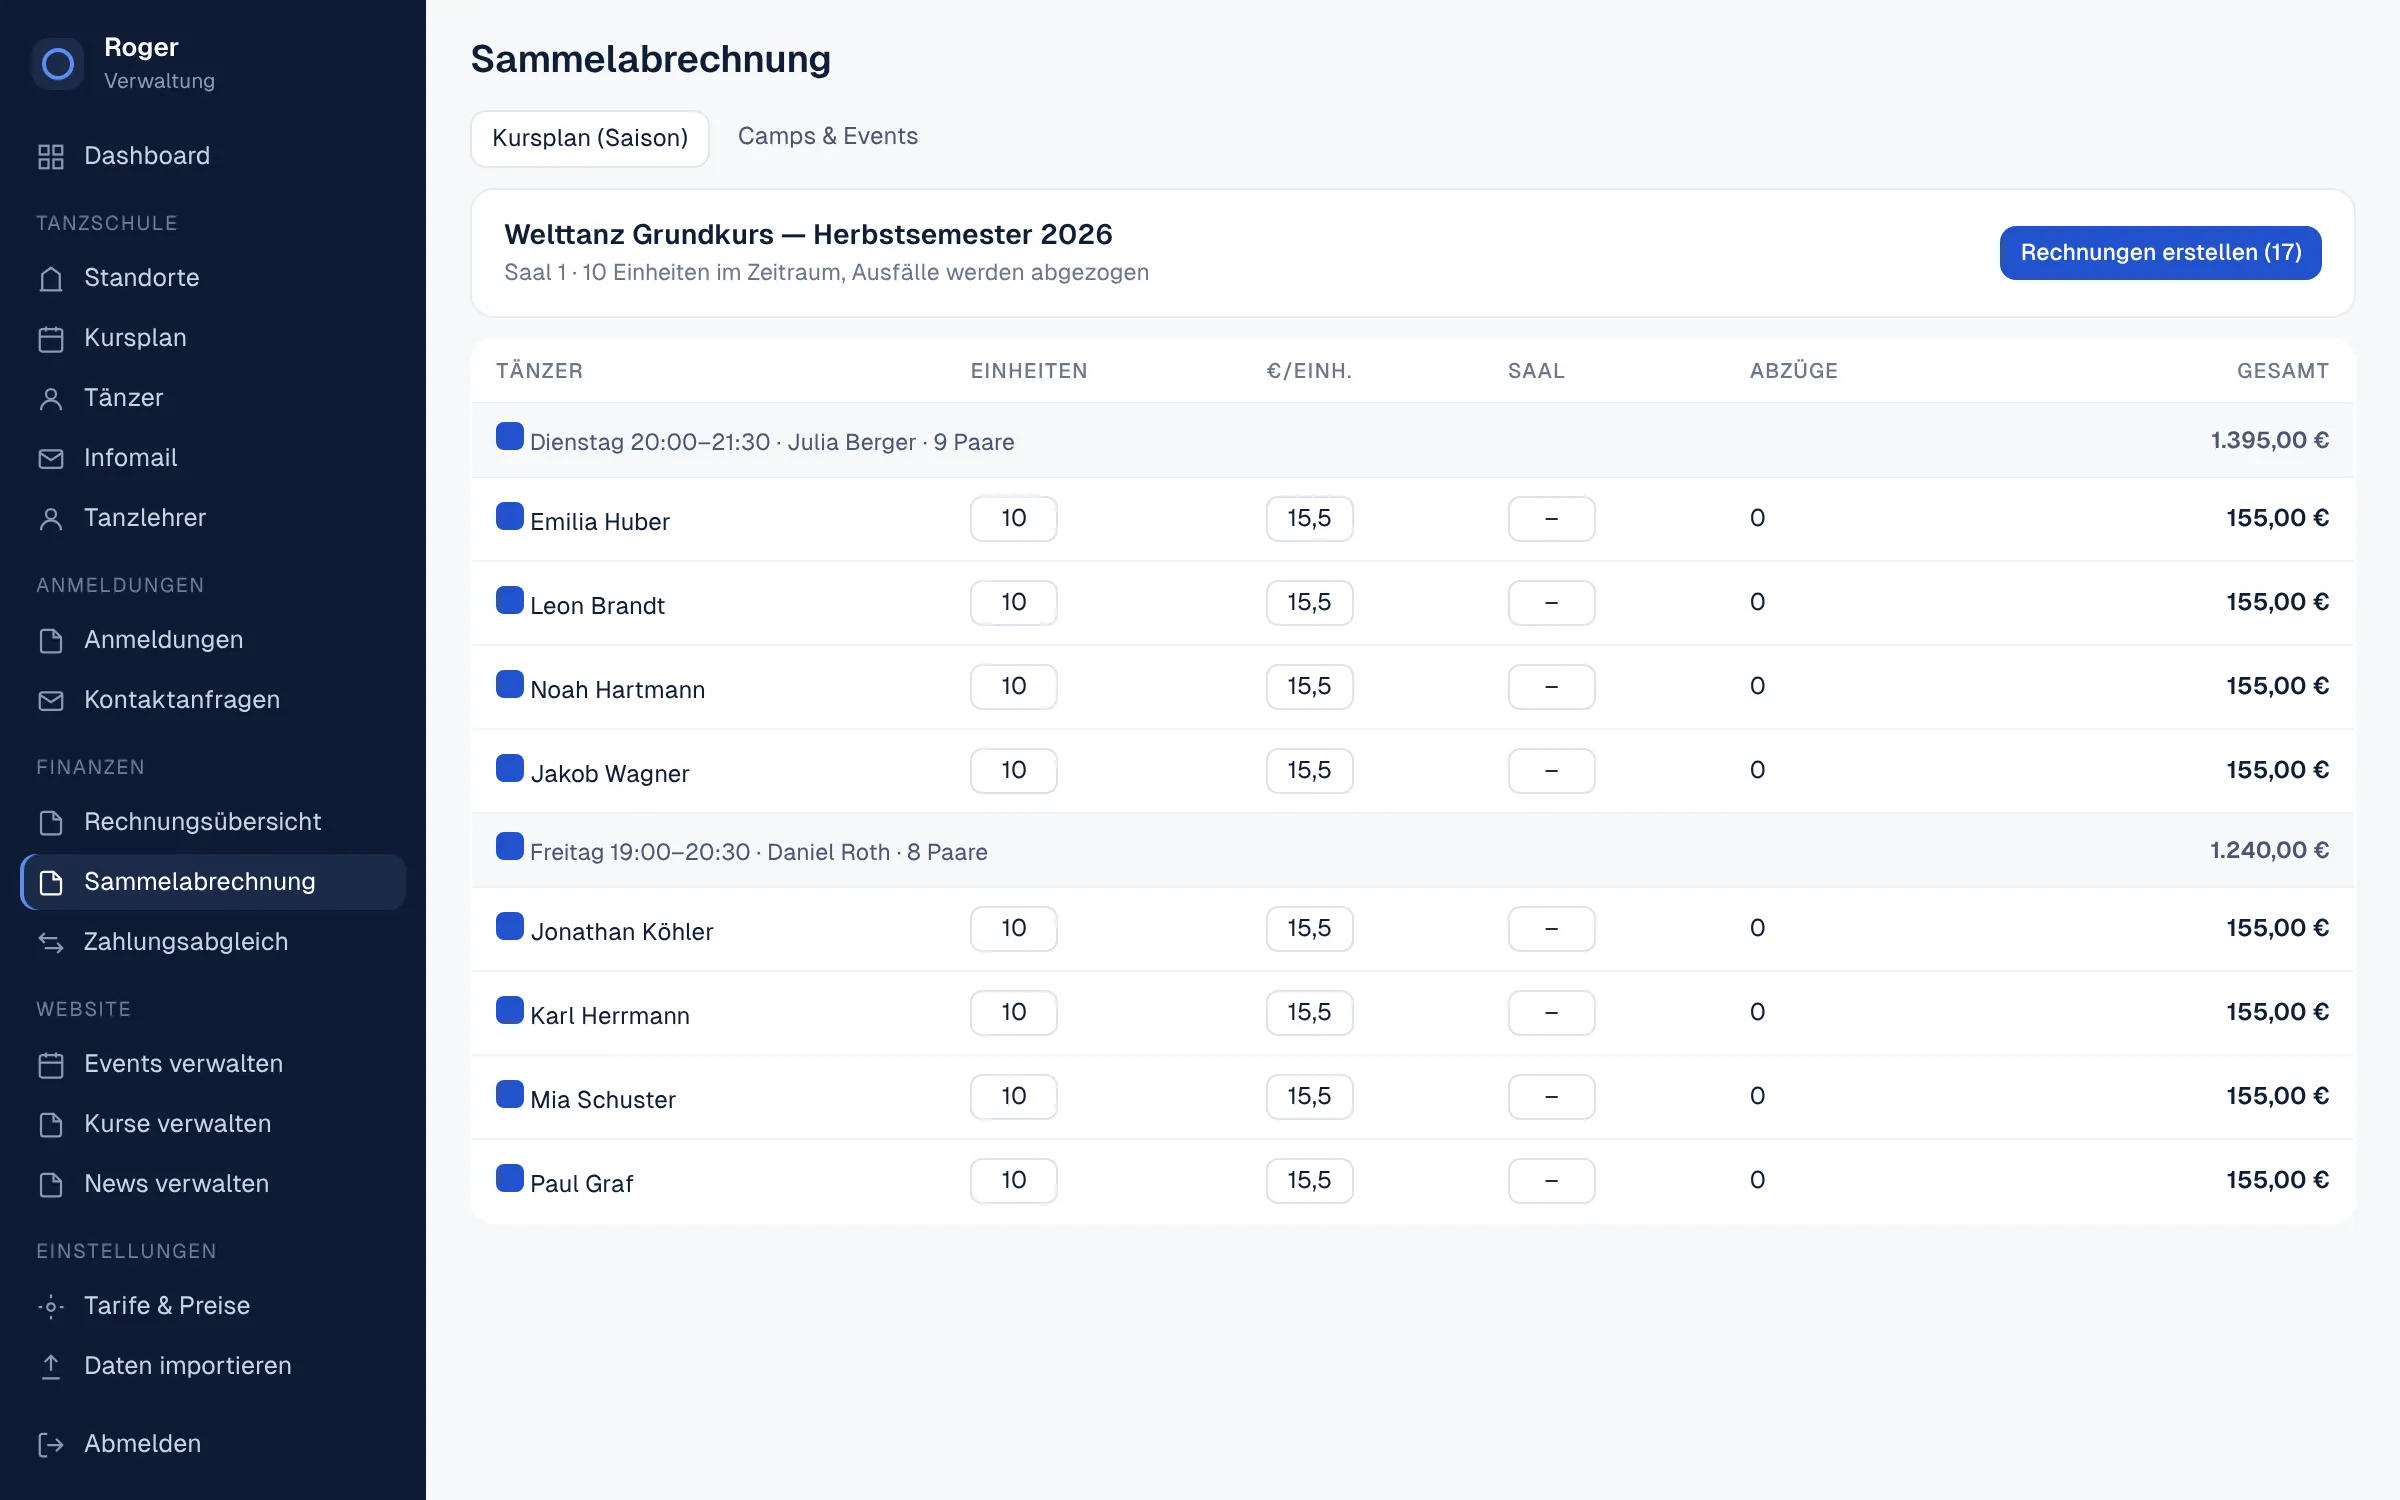 Roger
Verwaltung
Dashboard
TANZSCHULE
Standorte
Kursplan
Tänzer
Infomail
Tanzlehrer
ANMELDUNGEN
Anmeldungen
Kontaktanfragen
FINANZEN
Rechnungsübersicht
Sammelabrechnung
Zahlungsabgleich
WEBSITE
Events verwalten
Kurse verwalten
News verwalten
EINSTELLUNGEN
Tarife & Preise
Daten importieren
Abmelden
Sammelabrechnung
Kursplan (Saison) Camps & Events
Welttanz Grundkurs — Herbstsemester 2026
Saal 1 · 10 Einheiten im Zeitraum, Ausfälle werden abgezogen
Rechnungen erstellen (17)
TÄNZER EINHEITEN €/EINH. SAAL ABZÜGE GESAMT
Dienstag 20:00–21:30 · Julia Berger · 9 Paare 1.395,00 €
Emilia Huber 10 15,5 – 0 155,00 €
Leon Brandt 10 15,5 – 0 155,00 €
Noah Hartmann 10 15,5 – 0 155,00 €
Jakob Wagner 10 15,5 – 0 155,00 €
Freitag 19:00–20:30 · Daniel Roth · 8 Paare 1.240,00 €
Jonathan Köhler 10 15,5 – 0 155,00 €
Karl Herrmann 10 15,5 – 0 155,00 €
Mia Schuster 10 15,5 – 0 155,00 €
Paul Graf 10 15,5 – 0 155,00 €